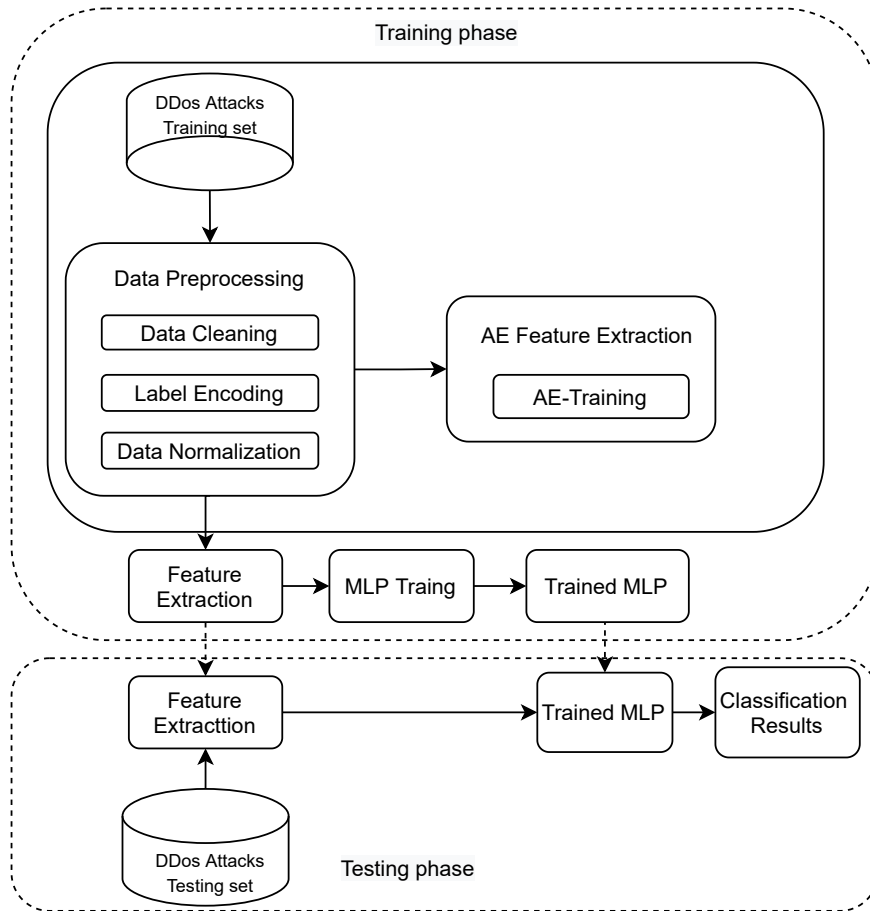 Training phase
DDos Attacks
Training set
Data Preprocessing
Data Cleaning
Label Encoding
Data Normalization
AE Feature Extraction
AE-Training
Feature
Extraction
MLP Traing
Trained MLP
Feature
Extracttion
Trained MLP
Classification
Results
DDos Attacks
Testing set
Testing phase